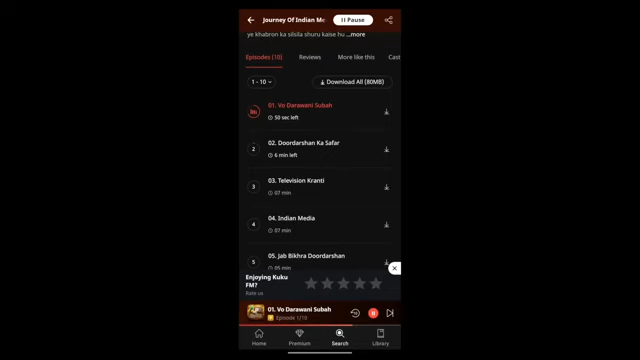 Journey Of Indian Me
Pause
ye khabron ka silsila shuru kaise hu ...more
Episodes (10)
Reviews
More like this
Cast
1 - 10
Download All (80MB)
01. Vo Darawani Subah
50 sec left
2
02. Doordarshan Ka Safar
6 min left
3
03. Television Kranti
07 min
4
04. Indian Media
07 min
5
05. Jab Bikhra Doordarshan
05 min
Enjoying Kuku
FM?
Rate us
01. Vo Darawani Subah
Episode 1/10
Home
Premium
Search
Library